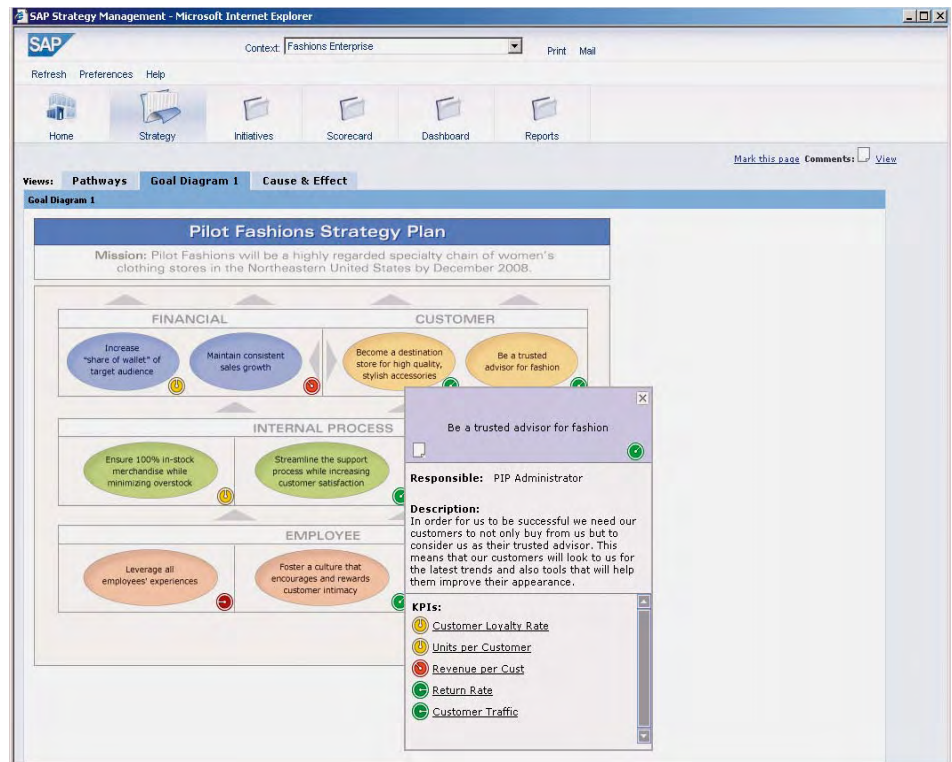 SAP Strategy Management - Microsoft Internet Explorer
SAP
Context: Fashions Enterprise
Print Mail
Refresh Preferences Help
Home Strategy Initiatives Scorecard Dashboard Reports
Mark this page Comments: View
Views: Pathways Goal Diagram 1 Cause & Effect
Goal Diagram 1
Pilot Fashions Strategy Plan
Mission: Pilot Fashions will be a highly regarded specialty chain of women's
clothing stores in the Northeastern United States by December 2008.
FINANCIAL
Increase
"share of wallet" of
target audience
Maintain consistent
sales growth
CUSTOMER
Become a destination
store for high quality,
stylish accessories
Be a trusted
advisor for fashion
INTERNAL PROCESS
Ensure 100% in-stock
merchandise while
minimizing overstock
Streamline the support
process while increasing
customer satisfaction
EMPLOYEE
Leverage all
employees' experiences
Foster a culture that
encourages and rewards
customer intimacy
Be a trusted advisor for fashion
Responsible: PIP Administrator
Description:
In order for us to be successful we need our
customers to not only buy from us but to
consider us as their trusted advisor. This
means that our customers will look to us for
the latest trends and also tools that will help
them improve their appearance.
KPIs:
Customer Loyalty Rate
Units per Customer
Revenue per Cust
Return Rate
Customer Traffic